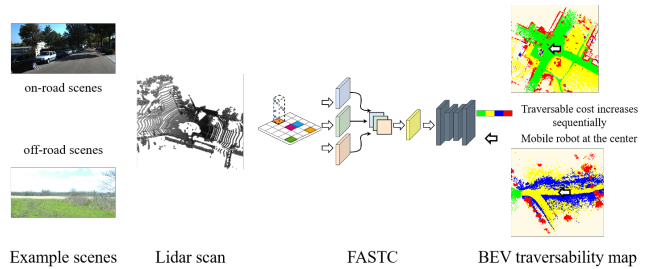 on-road scenes
off-road scenes
Traversable cost increases
sequentially
Mobile robot at the center
Example scenes
Lidar scan
FASTC
BEV traversability map